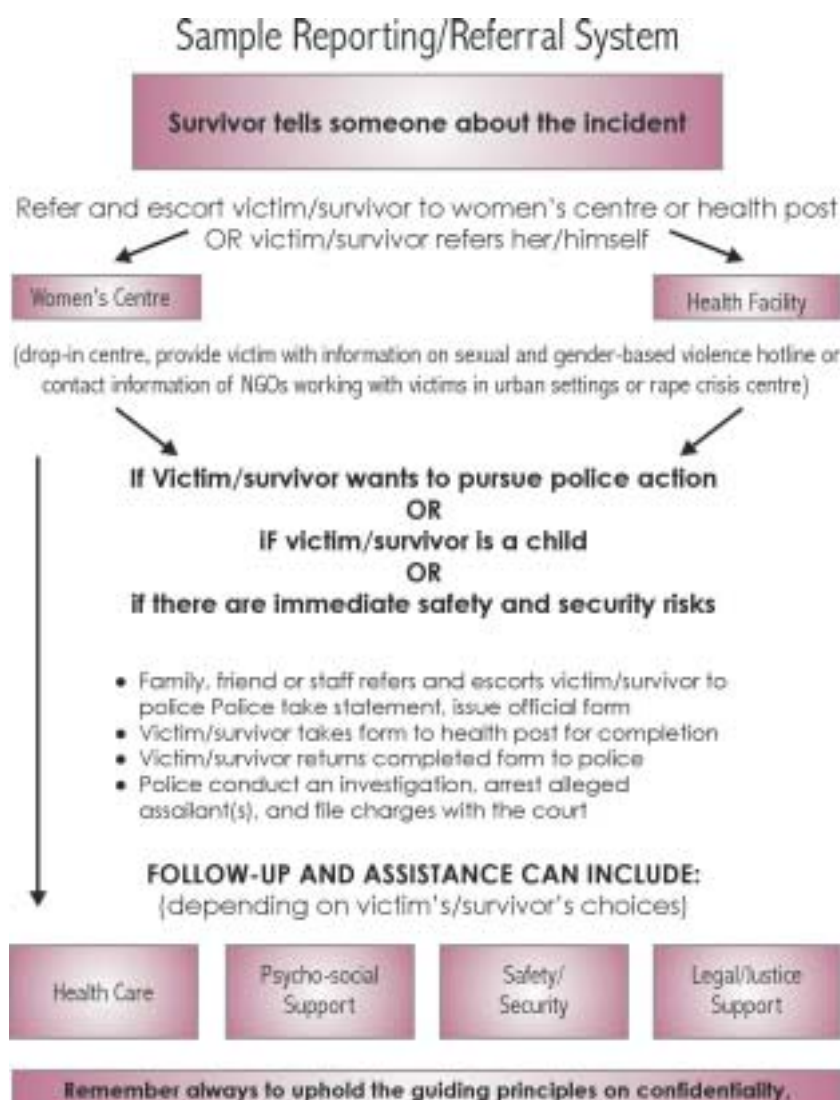 Sample Reporting/Referral System
Survivor tells someone about the incident
Refer and escort victim/survivor to women's centre or health post
OR victim/survivor refers her/himself
Women's Centre
Health Facility
(drop-in centre, provide victim with information on sexual and gender-based violence hotline or
contact information of NGOs working with victims in urban settings or rape crisis centre)
If Victim/survivor wants to pursue police action
OR
iF victim/survivor is a child
OR
if there are immediate safety and security risks
• Family, friend or staff refers and escorts victim/survivor to
police Police take statement, issue official form
• Victim/survivor takes form to health post for completion
• Victim/survivor returns completed form to police
• Police conduct an investigation, arrest alleged
assailant(s), and file charges with the court
FOLLOW-UP AND ASSISTANCE CAN INCLUDE:
(depending on victim's/survivor's choices)
Health Care
Psycho-social
Support
Safety/
Security
Legal/Justice
Support
Remember always to uphold the guiding principles on confidentiality,